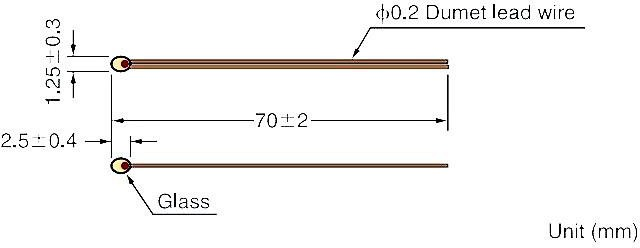 ϕ0.2 Dumet lead wire
1.25±0.3
70±2
2.5±0.4
Glass
Unit (mm)